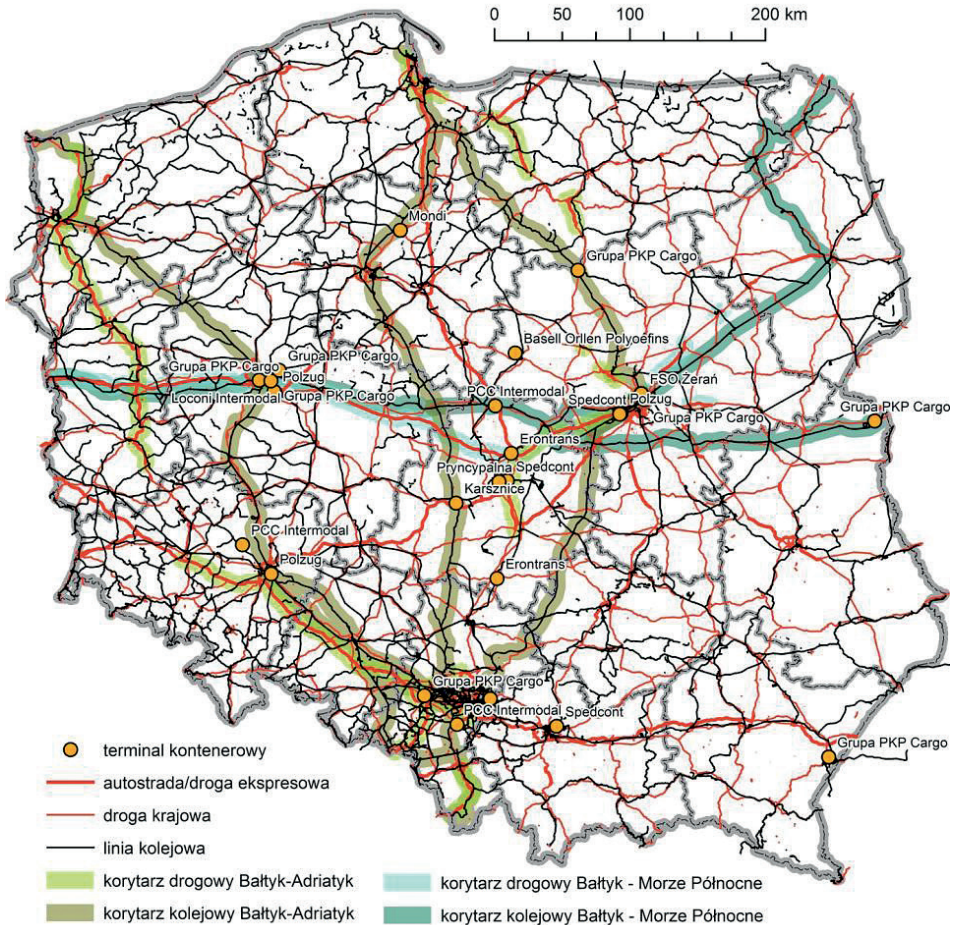 0 50 100 200 km
Mondi
Grupa PKP Cargo
Basell Orllen Polyoefins
Grupa PKP Cargo
Grupa PKP Cargo
Polzug
FSO Żerań
Loconi Intermodal
Grupa PKP Cargo
PCC Intermodal
Spedcont
Polzug
Grupa PKP Cargo
Grupa PKP Cargo
Erontrans
Pryncypalna
Spedcont
Karsznice
PCC Intermodal
Polzug
Erontrans
Grupa PKP Cargo
PCC Intermodal
Spedcont
Grupa PKP Cargo
terminal kontenerowy
autostrada/droga ekspresowa
droga krajowa
linia kolejowa
korytarz drogowy Bałtyk-Adriatyk
korytarz drogowy Bałtyk - Morze Północne
korytarz kolejowy Bałtyk-Adriatyk
korytarz kolejowy Bałtyk - Morze Północne